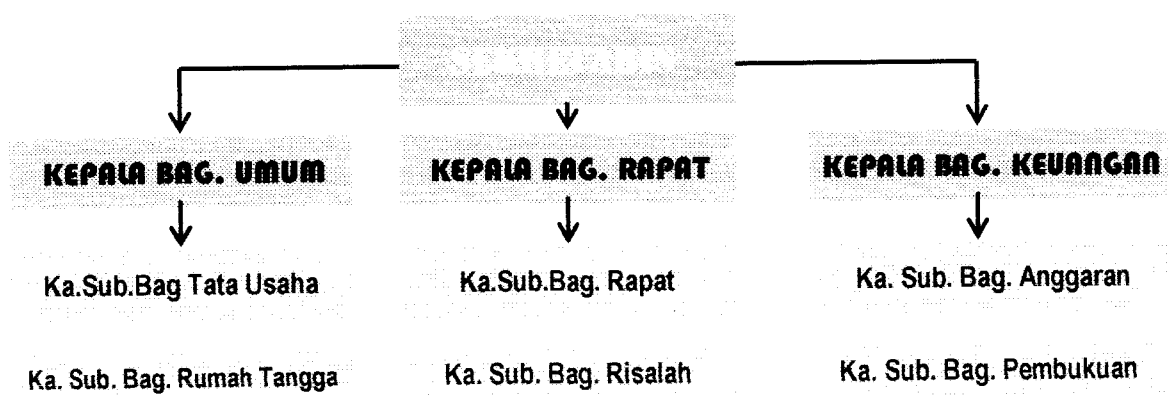 KEPALA BAG. UMUM
KEPALA BAG. RAPAT
KEPALA BAG. KEUANGAN
Ka.Sub.Bag Tata Usaha
Ka.Sub.Bag. Rapat
Ka. Sub. Bag. Anggaran
Ka. Sub. Bag. Rumah Tangga
Ka. Sub. Bag. Risalah
Ka. Sub. Bag. Pembukuan